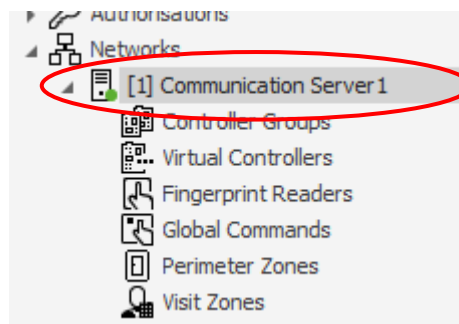 Authorisations
Networks
[1] Communication Server1
Controller Groups
Virtual Controllers
Fingerprint Readers
Global Commands
Perimeter Zones
Visit Zones